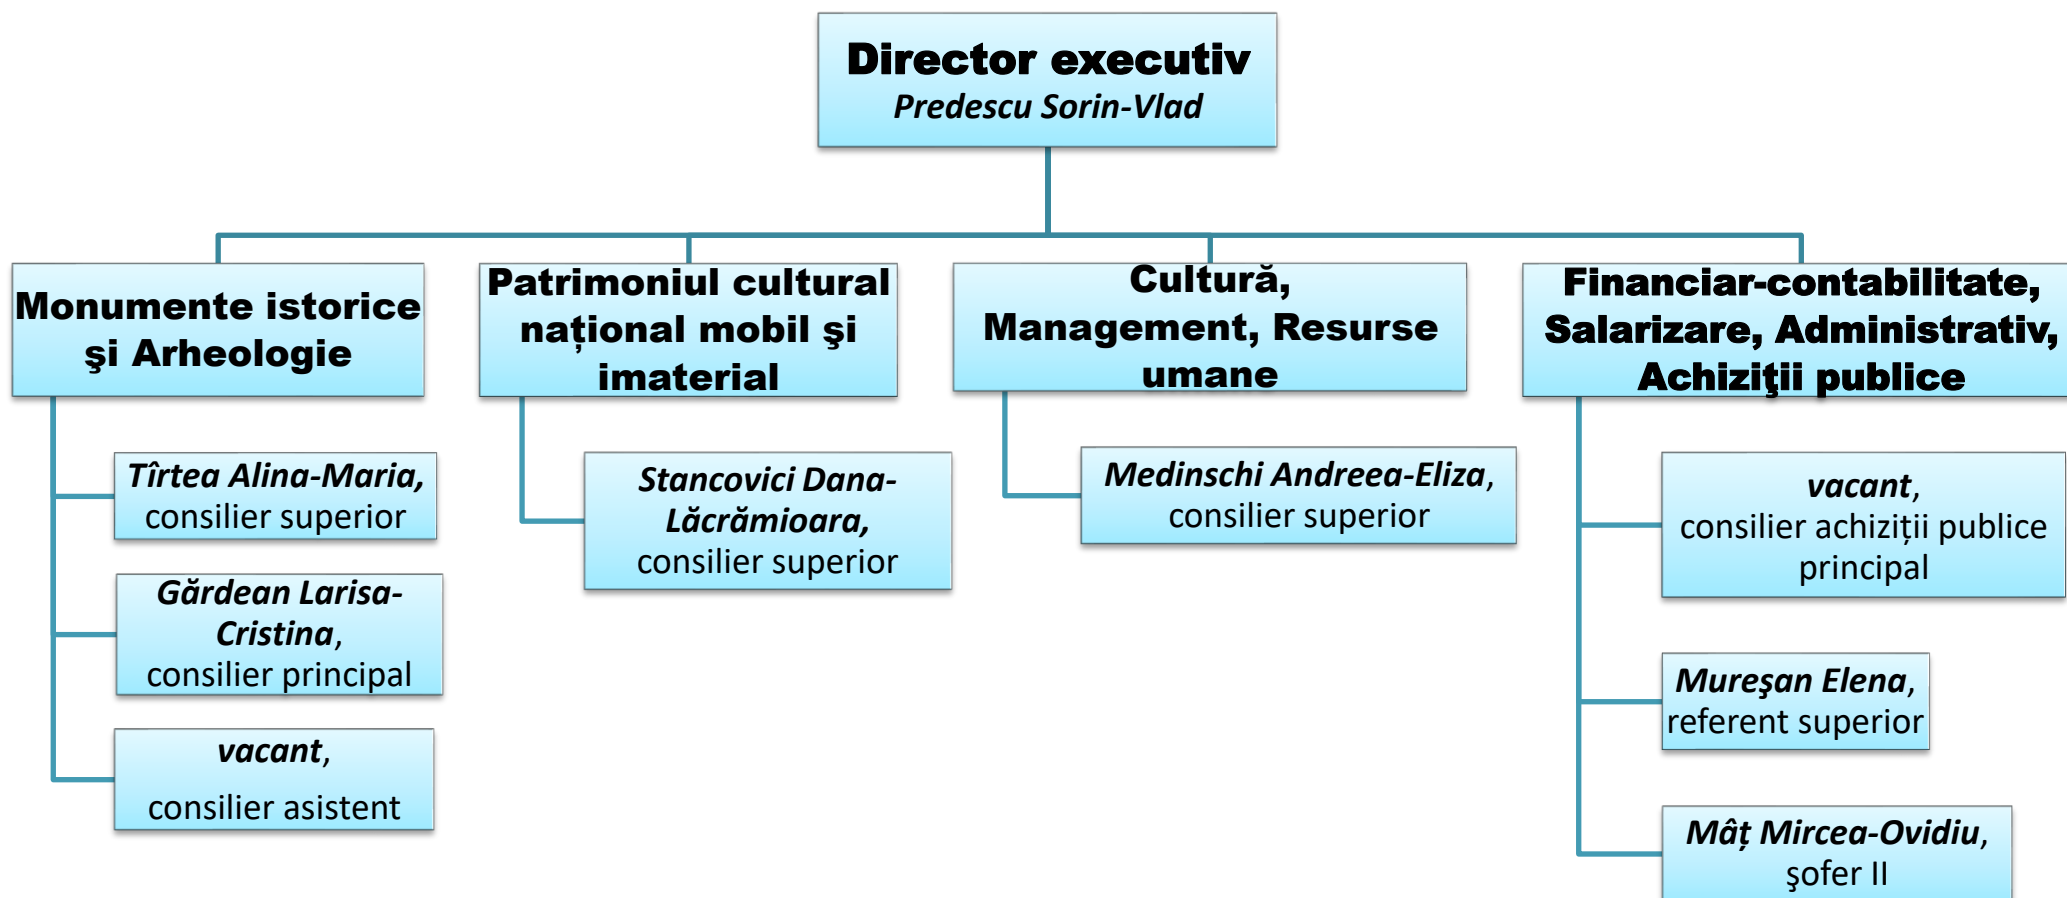 Director executiv
Predescu Sorin-Vlad
Monumente istorice
şi Arheologie
Tîrtea Alina-Maria,
consilier superior
Gărdean Larisa-
Cristina,
consilier principal
vacant,
consilier asistent
Patrimoniul cultural
național mobil şi
imaterial
Stancovici Dana-
Lăcrămioara,
consilier superior
Cultură,
Management, Resurse
umane
Medinschi Andreea-Eliza,
consilier superior
Financiar-contabilitate,
Salarizare, Administrativ,
Achiziţii publice
vacant,
consilier achiziții publice
principal
Mureşan Elena,
referent superior
Mâț Mircea-Ovidiu,
şofer II